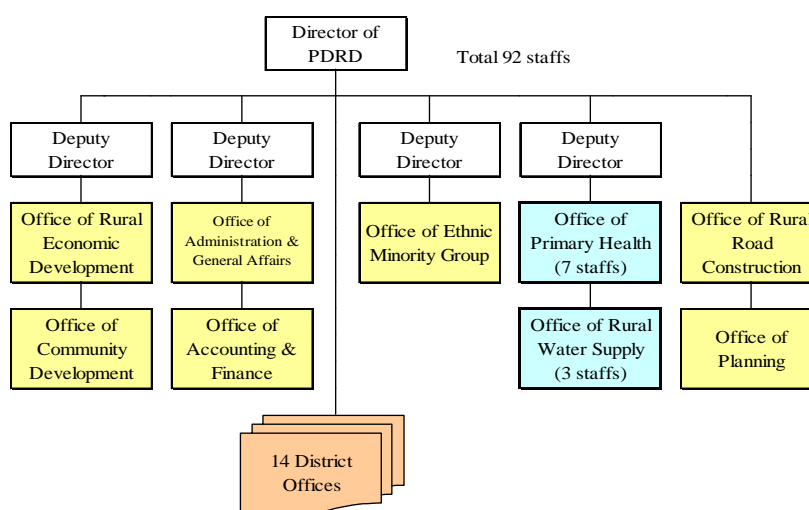 Director of
PDRD
Total 92 staffs
Deputy
Director
Deputy
Director
Deputy
Director
Deputy
Director
Office of Rural
Economic
Development
Office of
Administration &
General Affairs
Office of Ethnic
Minority Group
Office of
Primary Health
(7 staffs)
Office of Rural
Road
Construction
Office of
Community
Development
Office of
Accounting &
Finance
Office of Rural
Water Supply
(3 staffs)
Office of
Planning
14 District
Offices